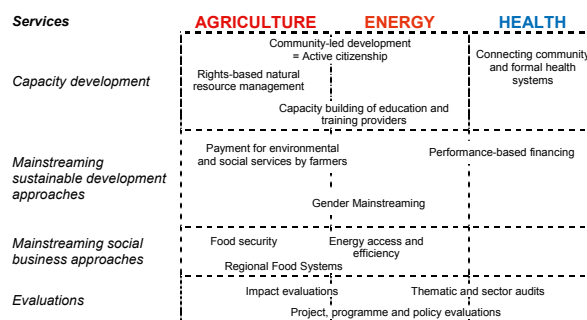 Services AGRICULTURE ENERGY HEALTH
Community-led development
= Active citizenship
Connecting community
and formal health
systems
Capacity development
Rights-based natural
resource management
Capacity building of education and
training providers
Payment for environmental
and social services by farmers
Performance-based financing
Mainstreaming
sustainable development
approaches
Gender Mainstreaming
Mainstreaming social
business approaches
Food security
Energy access and
efficiency
Regional Food Systems
Evaluations
Impact evaluations
Thematic and sector audits
Project, programme and policy evaluations